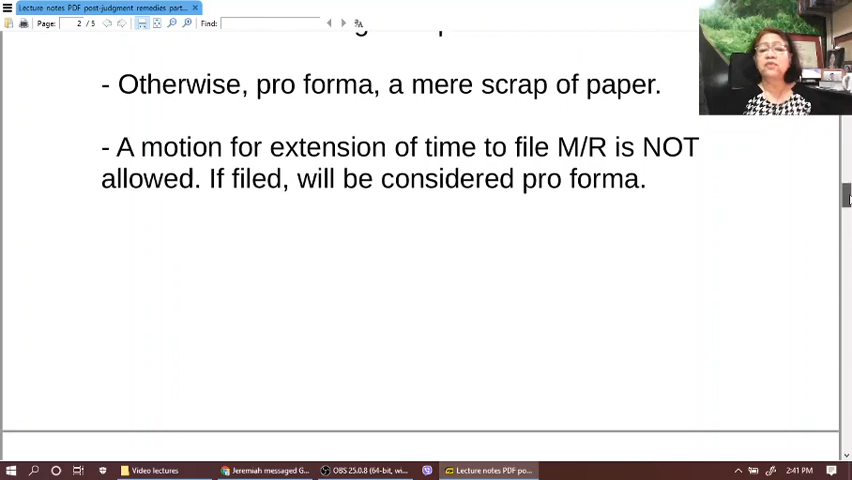 Lecture notes PDF post-judgment remedies part...
Page: 2 / 5 Find:
- Otherwise, pro forma, a mere scrap of paper.
- A motion for extension of time to file M/R is NOT
allowed. If filed, will be considered pro forma.
Video lectures
Jeremiah messaged G...
OBS 25.0.8 (64-bit, wi...
Lecture notes PDF po...
2:41 PM